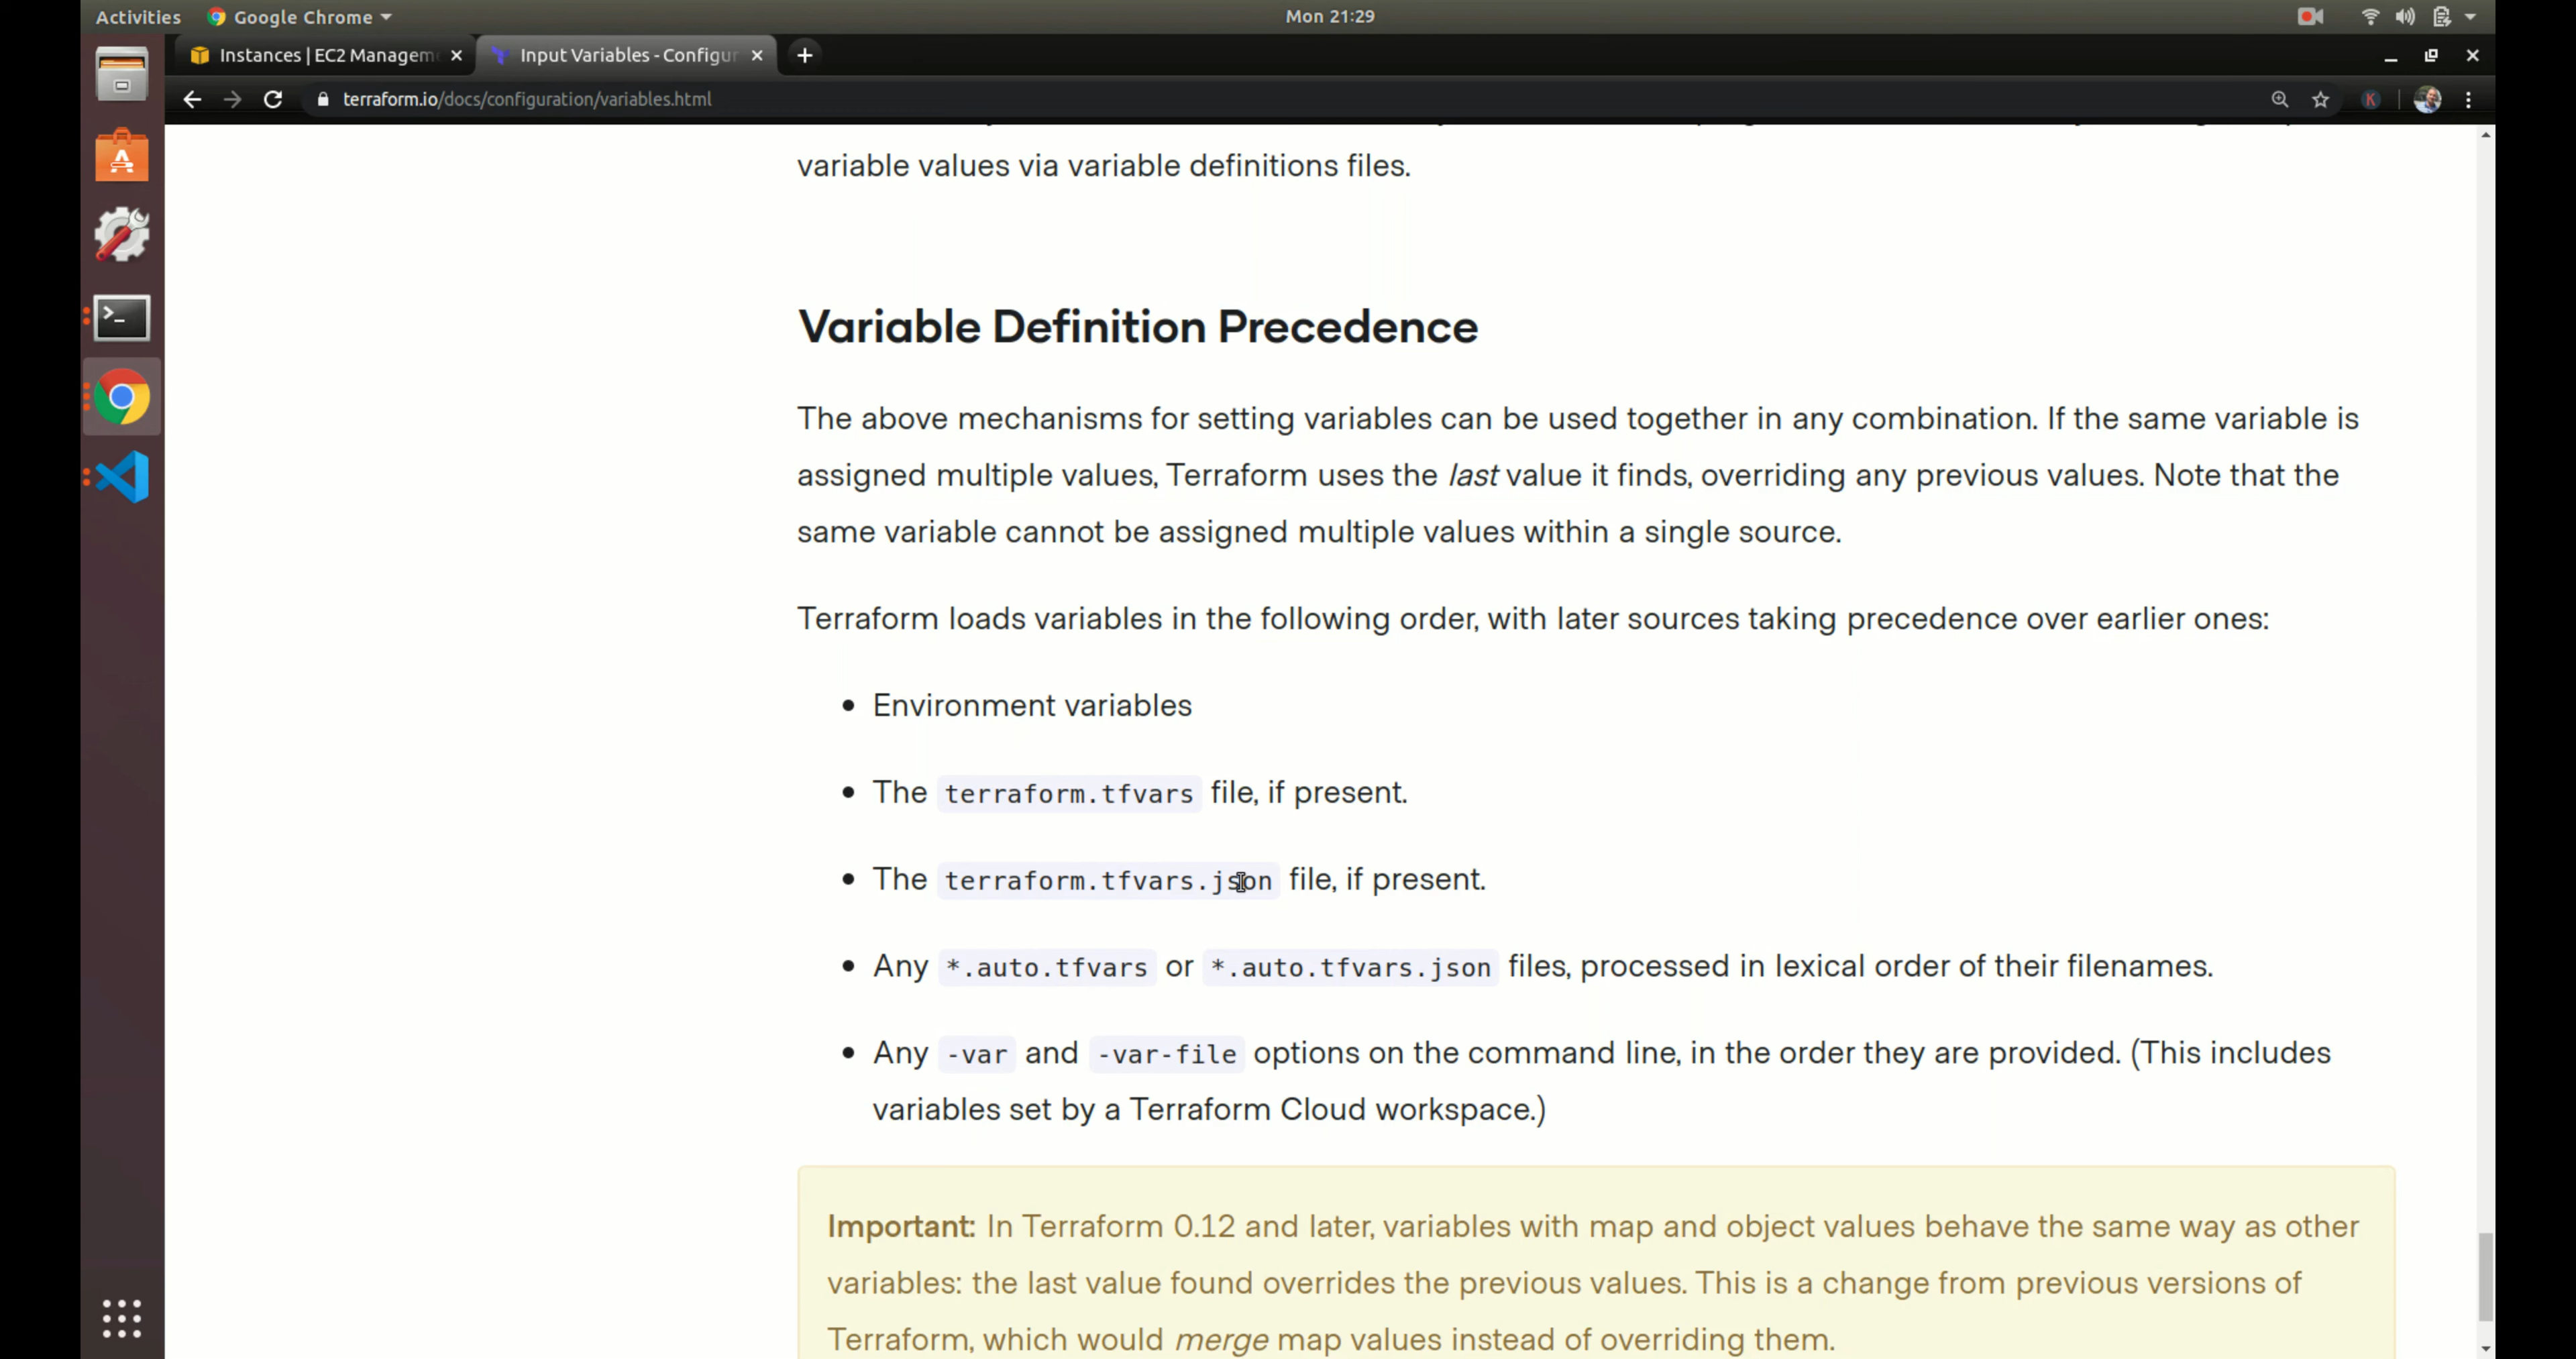 Activities
Google Chrome
Mon 21:29
Instances | EC2 Managem
Input Variables - Configur
terraform.io/docs/configuration/variables.html
K
variable values via variable definitions files.
Variable Definition Precedence
The above mechanisms for setting variables can be used together in any combination. If the same variable is
assigned multiple values, Terraform uses the last value it finds, overriding any previous values. Note that the
same variable cannot be assigned multiple values within a single source.
Terraform loads variables in the following order, with later sources taking precedence over earlier ones:
• Environment variables
• The terraform.tfvars file, if present.
• The terraform.tfvars.json file, if present.
• Any *.auto.tfvars or *.auto.tfvars.json files, processed in lexical order of their filenames.
• Any -var and -var-file options on the command line, in the order they are provided. (This includes
variables set by a Terraform Cloud workspace.)
Important: In Terraform 0.12 and later, variables with map and object values behave the same way as other
variables: the last value found overrides the previous values. This is a change from previous versions of
Terraform, which would merge map values instead of overriding them.